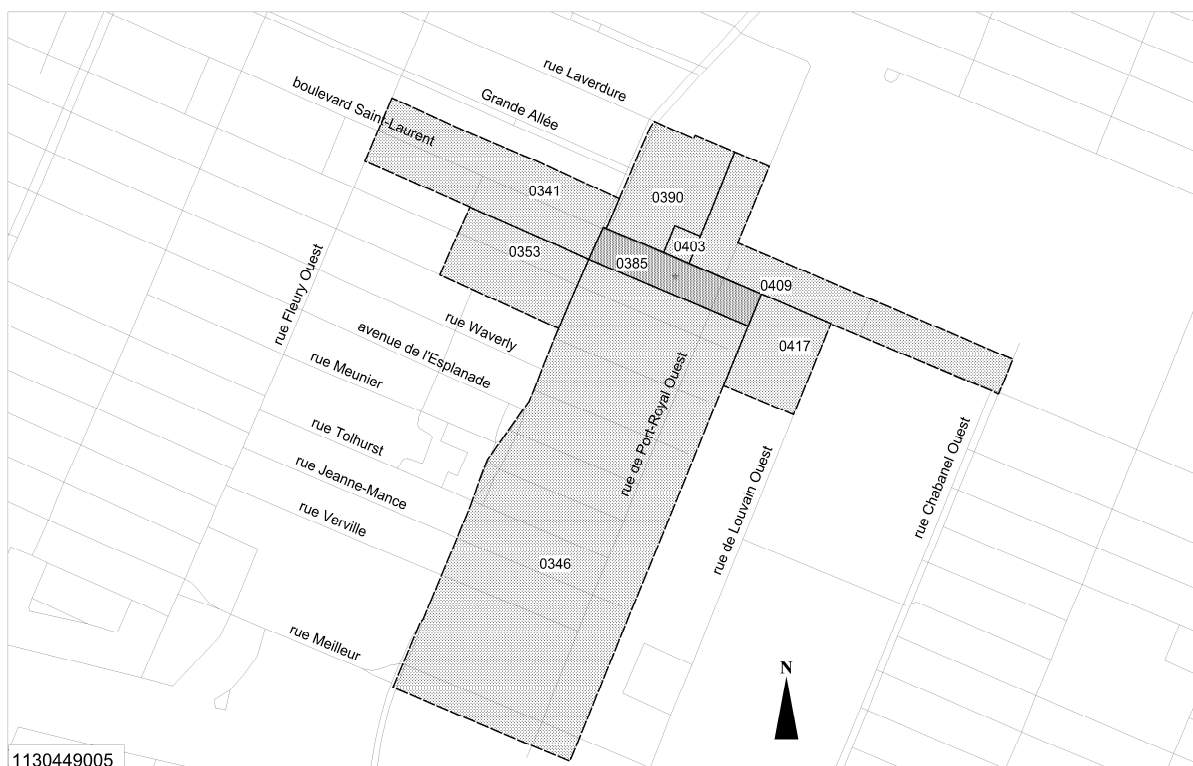 rue Laverdure
boulevard Saint-Laurent
Grande Allée
0341
0390
0403
0353
0385
0409
rue Fleury Ouest
rue Waverly
0417
avenue de l'Esplanade
rue Meunier
rue de Port-Royal Ouest
rue Tolhurst
rue Jeanne-Mance
rue de Louvain Ouest
rue Chabanel Ouest
rue Verville
0346
rue Meilleur
N
1130449005